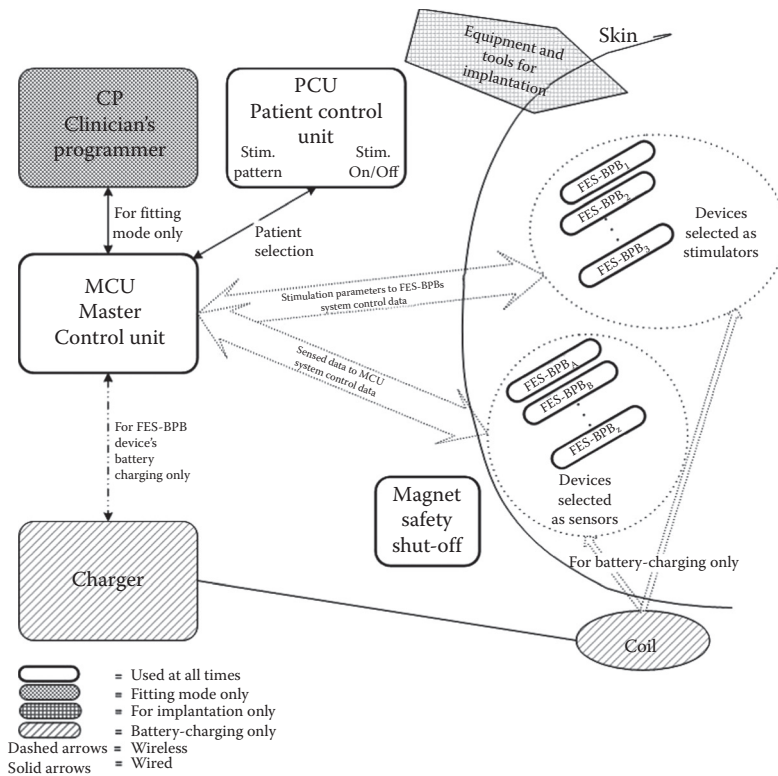 Equipment and
tools for
implantation
Skin
CP
Clinician's
programmer
PCU
Patient control
unit
Stim.
pattern
Stim.
On/Off
For fitting
mode only
Patient
selection
FES-BPB1
FES-BPB2
FES-BPB3
Devices
selected as
stimulators
MCU
Master
Control unit
Stimulation parameters to FES-BPBs
system control data
Sensed data to MCU
system control data
FES-BPBA
FES-BPBB
FES-BPBz
Devices
selected
as sensors
For FES-BPB
device's
battery
charging only
Magnet
safety
shut-off
For battery-charging only
Charger
Coil
= Used at all times
= Fitting mode only
= For implantation only
= Battery-charging only
Dashed arrows = Wireless
Solid arrows = Wired